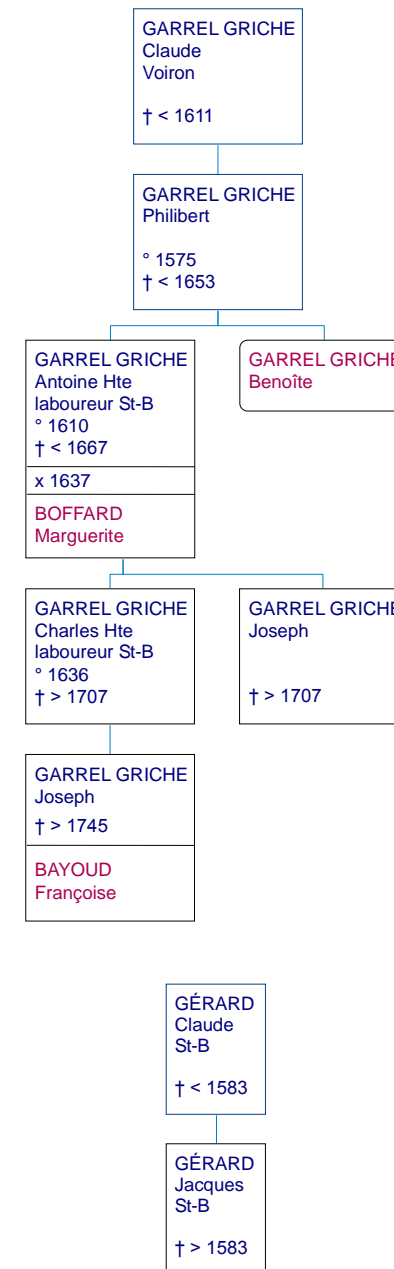 GARREL GRICHE
Claude
Voiron
† < 1611
GARREL GRICHE
Philibert
° 1575
† < 1653
GARREL GRICHE
Antoine Hte
laboureur St-B
° 1610
† < 1667
x 1637
BOFFARD
Marguerite
GARREL GRICHE
Benoîte
GARREL GRICHE
Charles Hte
laboureur St-B
° 1636
† > 1707
GARREL GRICHE
Joseph
† > 1707
GARREL GRICHE
Joseph
† > 1745
BAYOUD
Françoise
GÉRARD
Claude
St-B
† < 1583
GÉRARD
Jacques
St-B
† > 1583